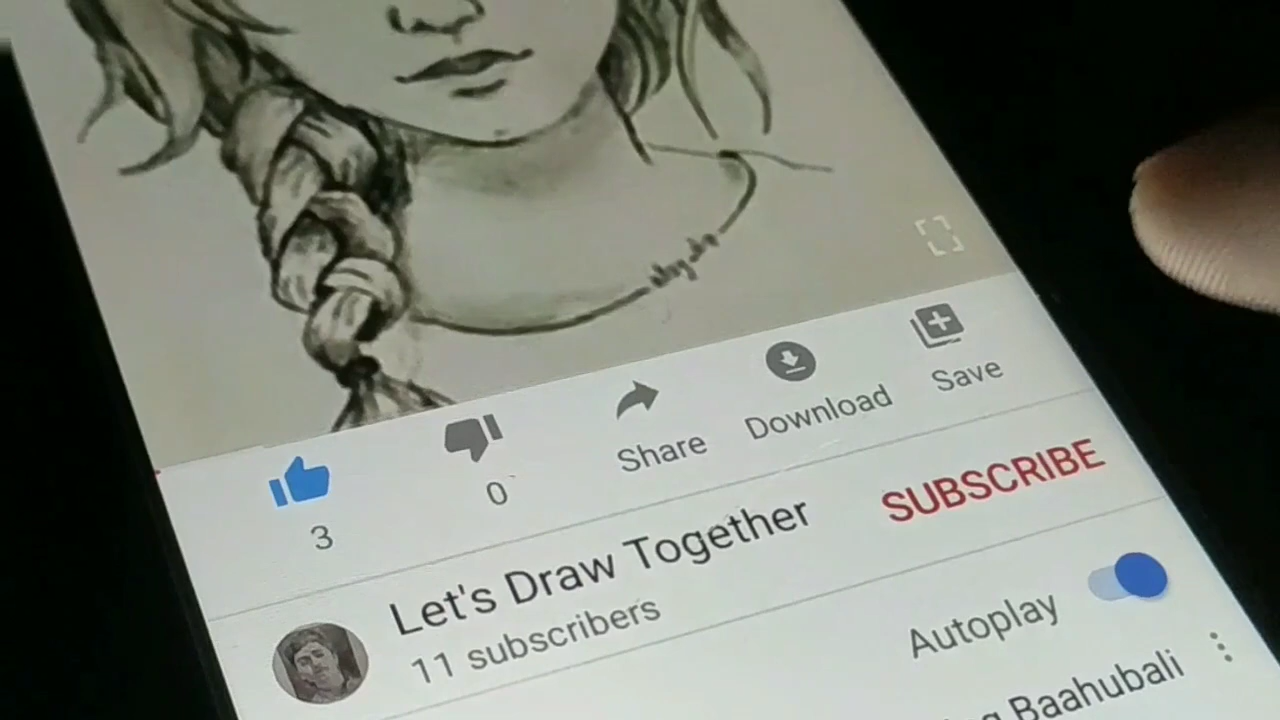 3
0
Share
Download
Save
Let's Draw Together
11 subscribers
SUBSCRIBE
Autoplay
Baahubali